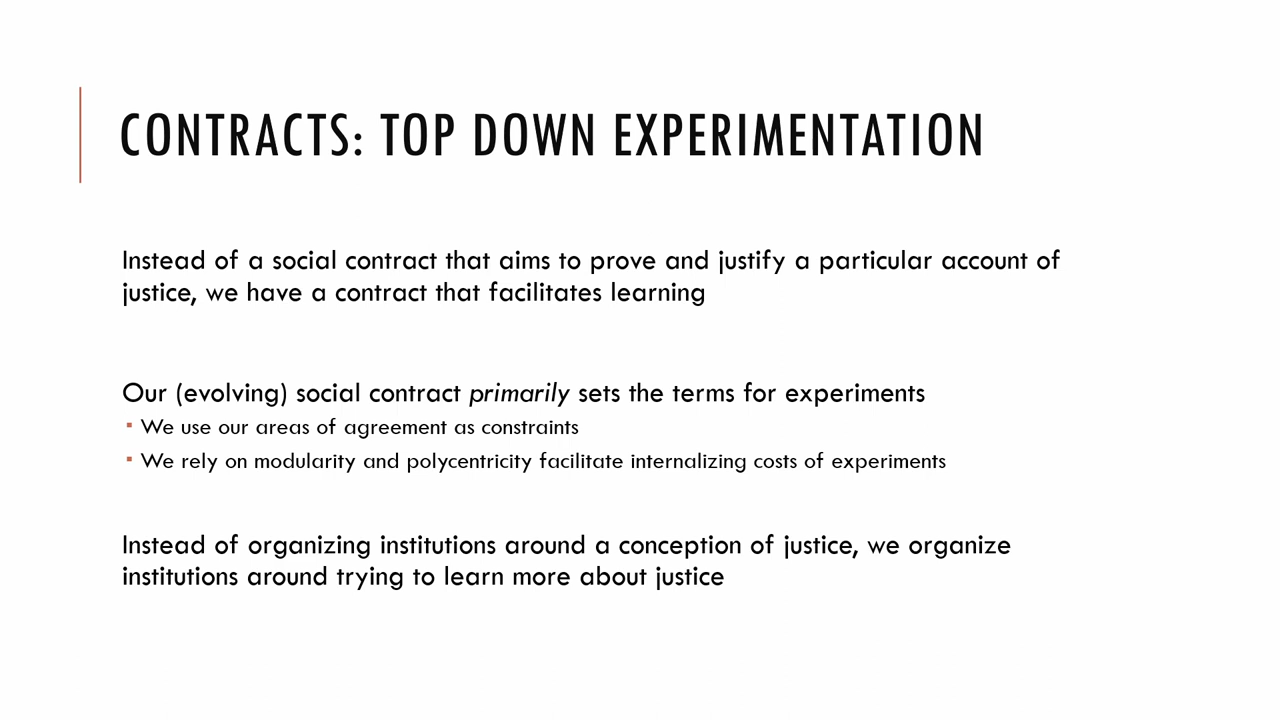 CONTRACTS: TOP DOWN EXPERIMENTATION
Instead of a social contract that aims to prove and justify a particular account of
justice, we have a contract that facilitates learning
Our (evolving) social contract primarily sets the terms for experiments
▪ We use our areas of agreement as constraints
▪ We rely on modularity and polycentricity facilitate internalizing costs of experiments
Instead of organizing institutions around a conception of justice, we organize
institutions around trying to learn more about justice